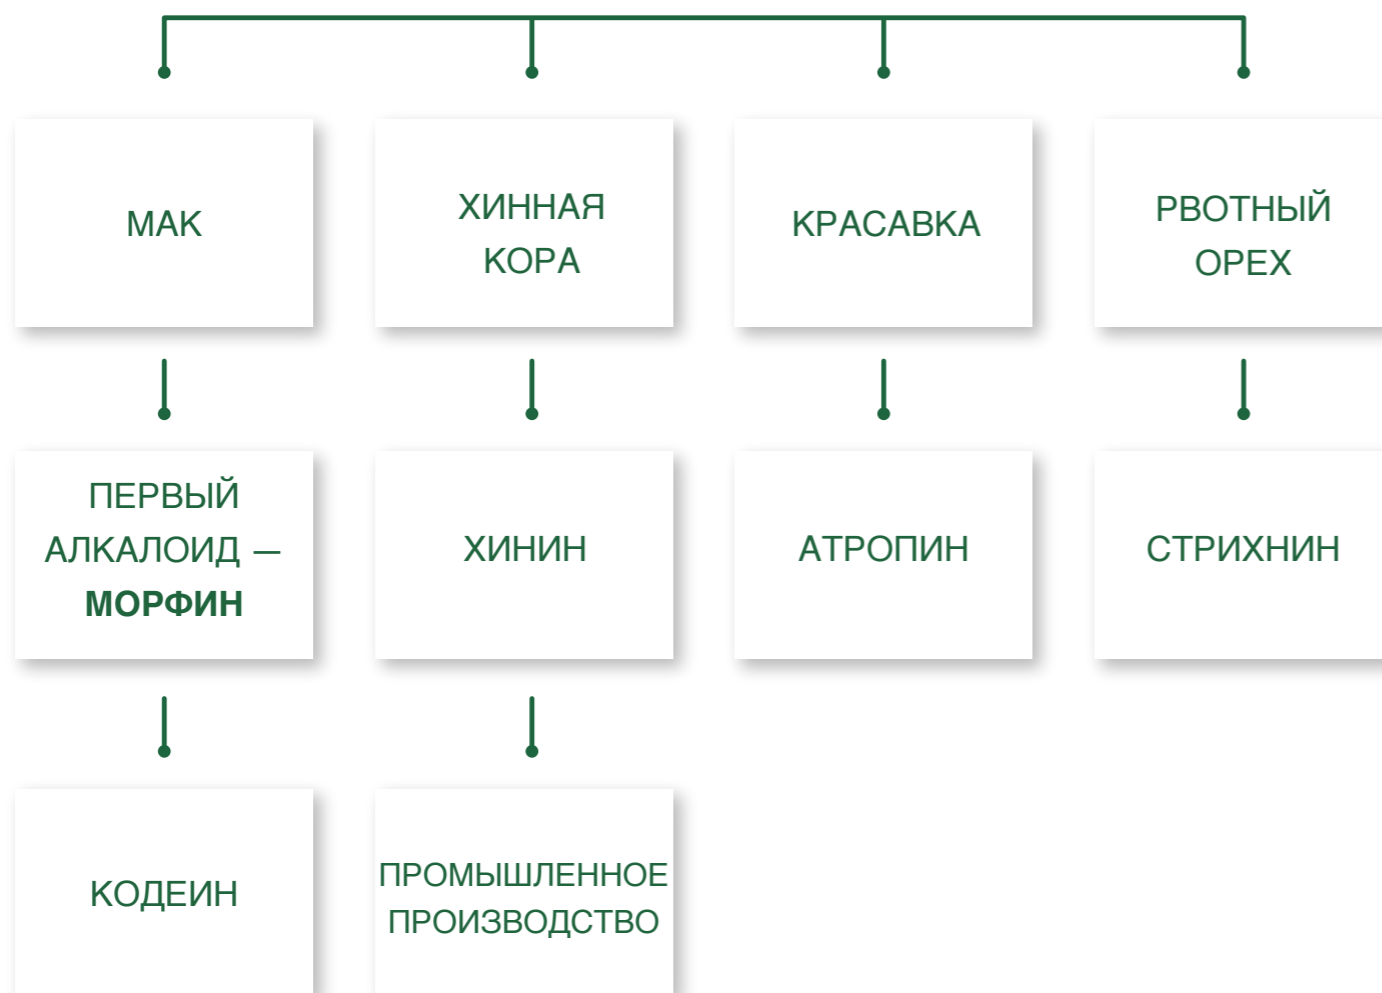 МАК
ХИННАЯ
КОРА
КРАСАВКА
РВОТНЫЙ
ОРЕХ
ПЕРВЫЙ
АЛКАЛОИД —
МОРФИН
ХИНИН
АТРОПИН
СТРИХНИН
КОДЕИН
ПРОМЫШЛЕННОЕ
ПРОИЗВОДСТВО